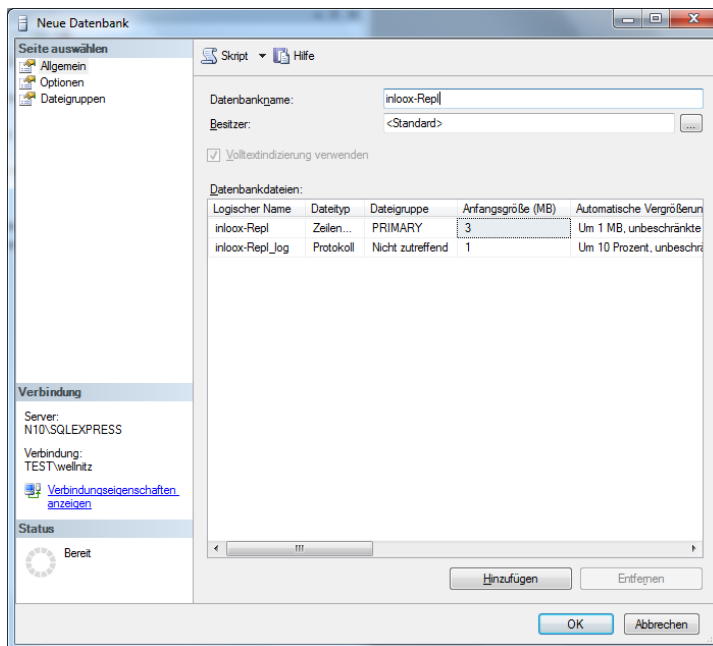 Neue Datenbank
Seite auswählen
Allgemein
Optionen
Dateigruppen
Skript
Hilfe
Datenbankname:
inloox-Repl
Besitzer:
<Standard>
...
Volltextindizierung verwenden
Datenbankdateien:
Logischer Name Dateityp Dateigruppe Anfangsgröße (MB) Automatische Vergrößerun
inloox-Repl Zeilen... PRIMARY 3 Um 1 MB, unbeschränkte
inloox-Repl_log Protokoll Nicht zutreffend 1 Um 10 Prozent, unbeschrä
Verbindung
Server:
N10\SQLEXPRESS
Verbindung:
TEST\wellnitz
Verbindungseigenschaften
anzeigen
Status
Bereit
Hinzufügen Entfernen
OK Abbrechen